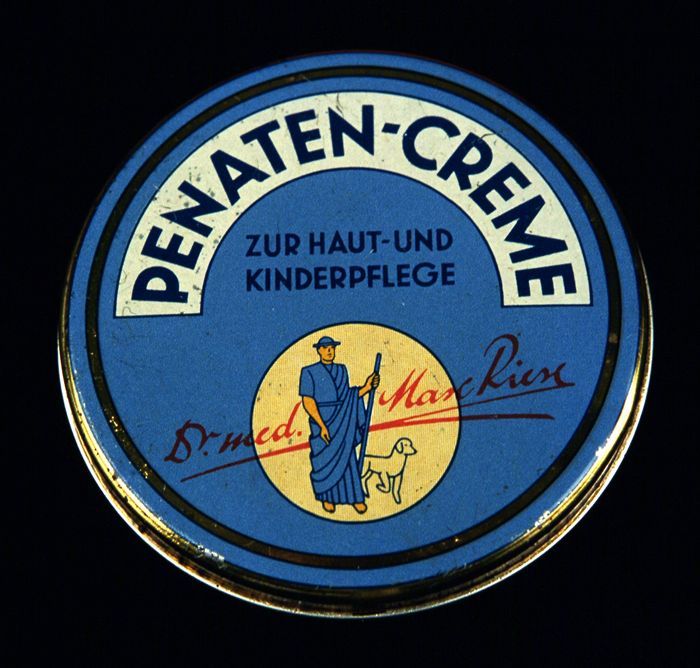 PENATEN-CREME
ZUR HAUT-UND
KINDERPFLEGE
Dr. med. Max Riese